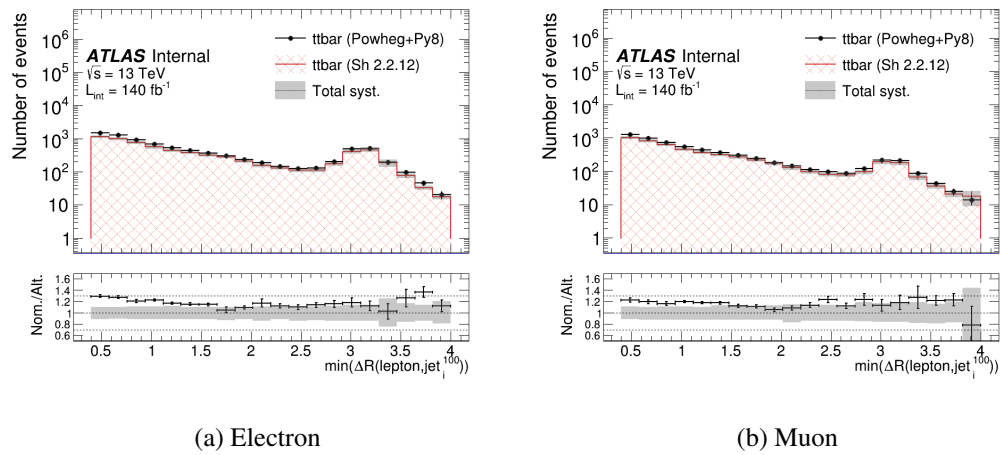 Number of events
10⁶
10⁵
10⁴
10³
10²
10
1
ATLAS Internal
√s = 13 TeV
L_int = 140 fb⁻¹
ttbar (Powheg+Py8)
ttbar (Sh 2.2.12)
Total syst.
Nom./Alt.
1.6
1.4
1.2
1
0.8
0.6
0.5 1 1.5 2 2.5 3 3.5 4
min(ΔR(lepton,jet_i^100))
(a) Electron
Number of events
10⁶
10⁵
10⁴
10³
10²
10
1
ATLAS Internal
√s = 13 TeV
L_int = 140 fb⁻¹
ttbar (Powheg+Py8)
ttbar (Sh 2.2.12)
Total syst.
Nom./Alt.
1.6
1.4
1.2
1
0.8
0.6
0.5 1 1.5 2 2.5 3 3.5 4
min(ΔR(lepton,jet_i^100))
(b) Muon